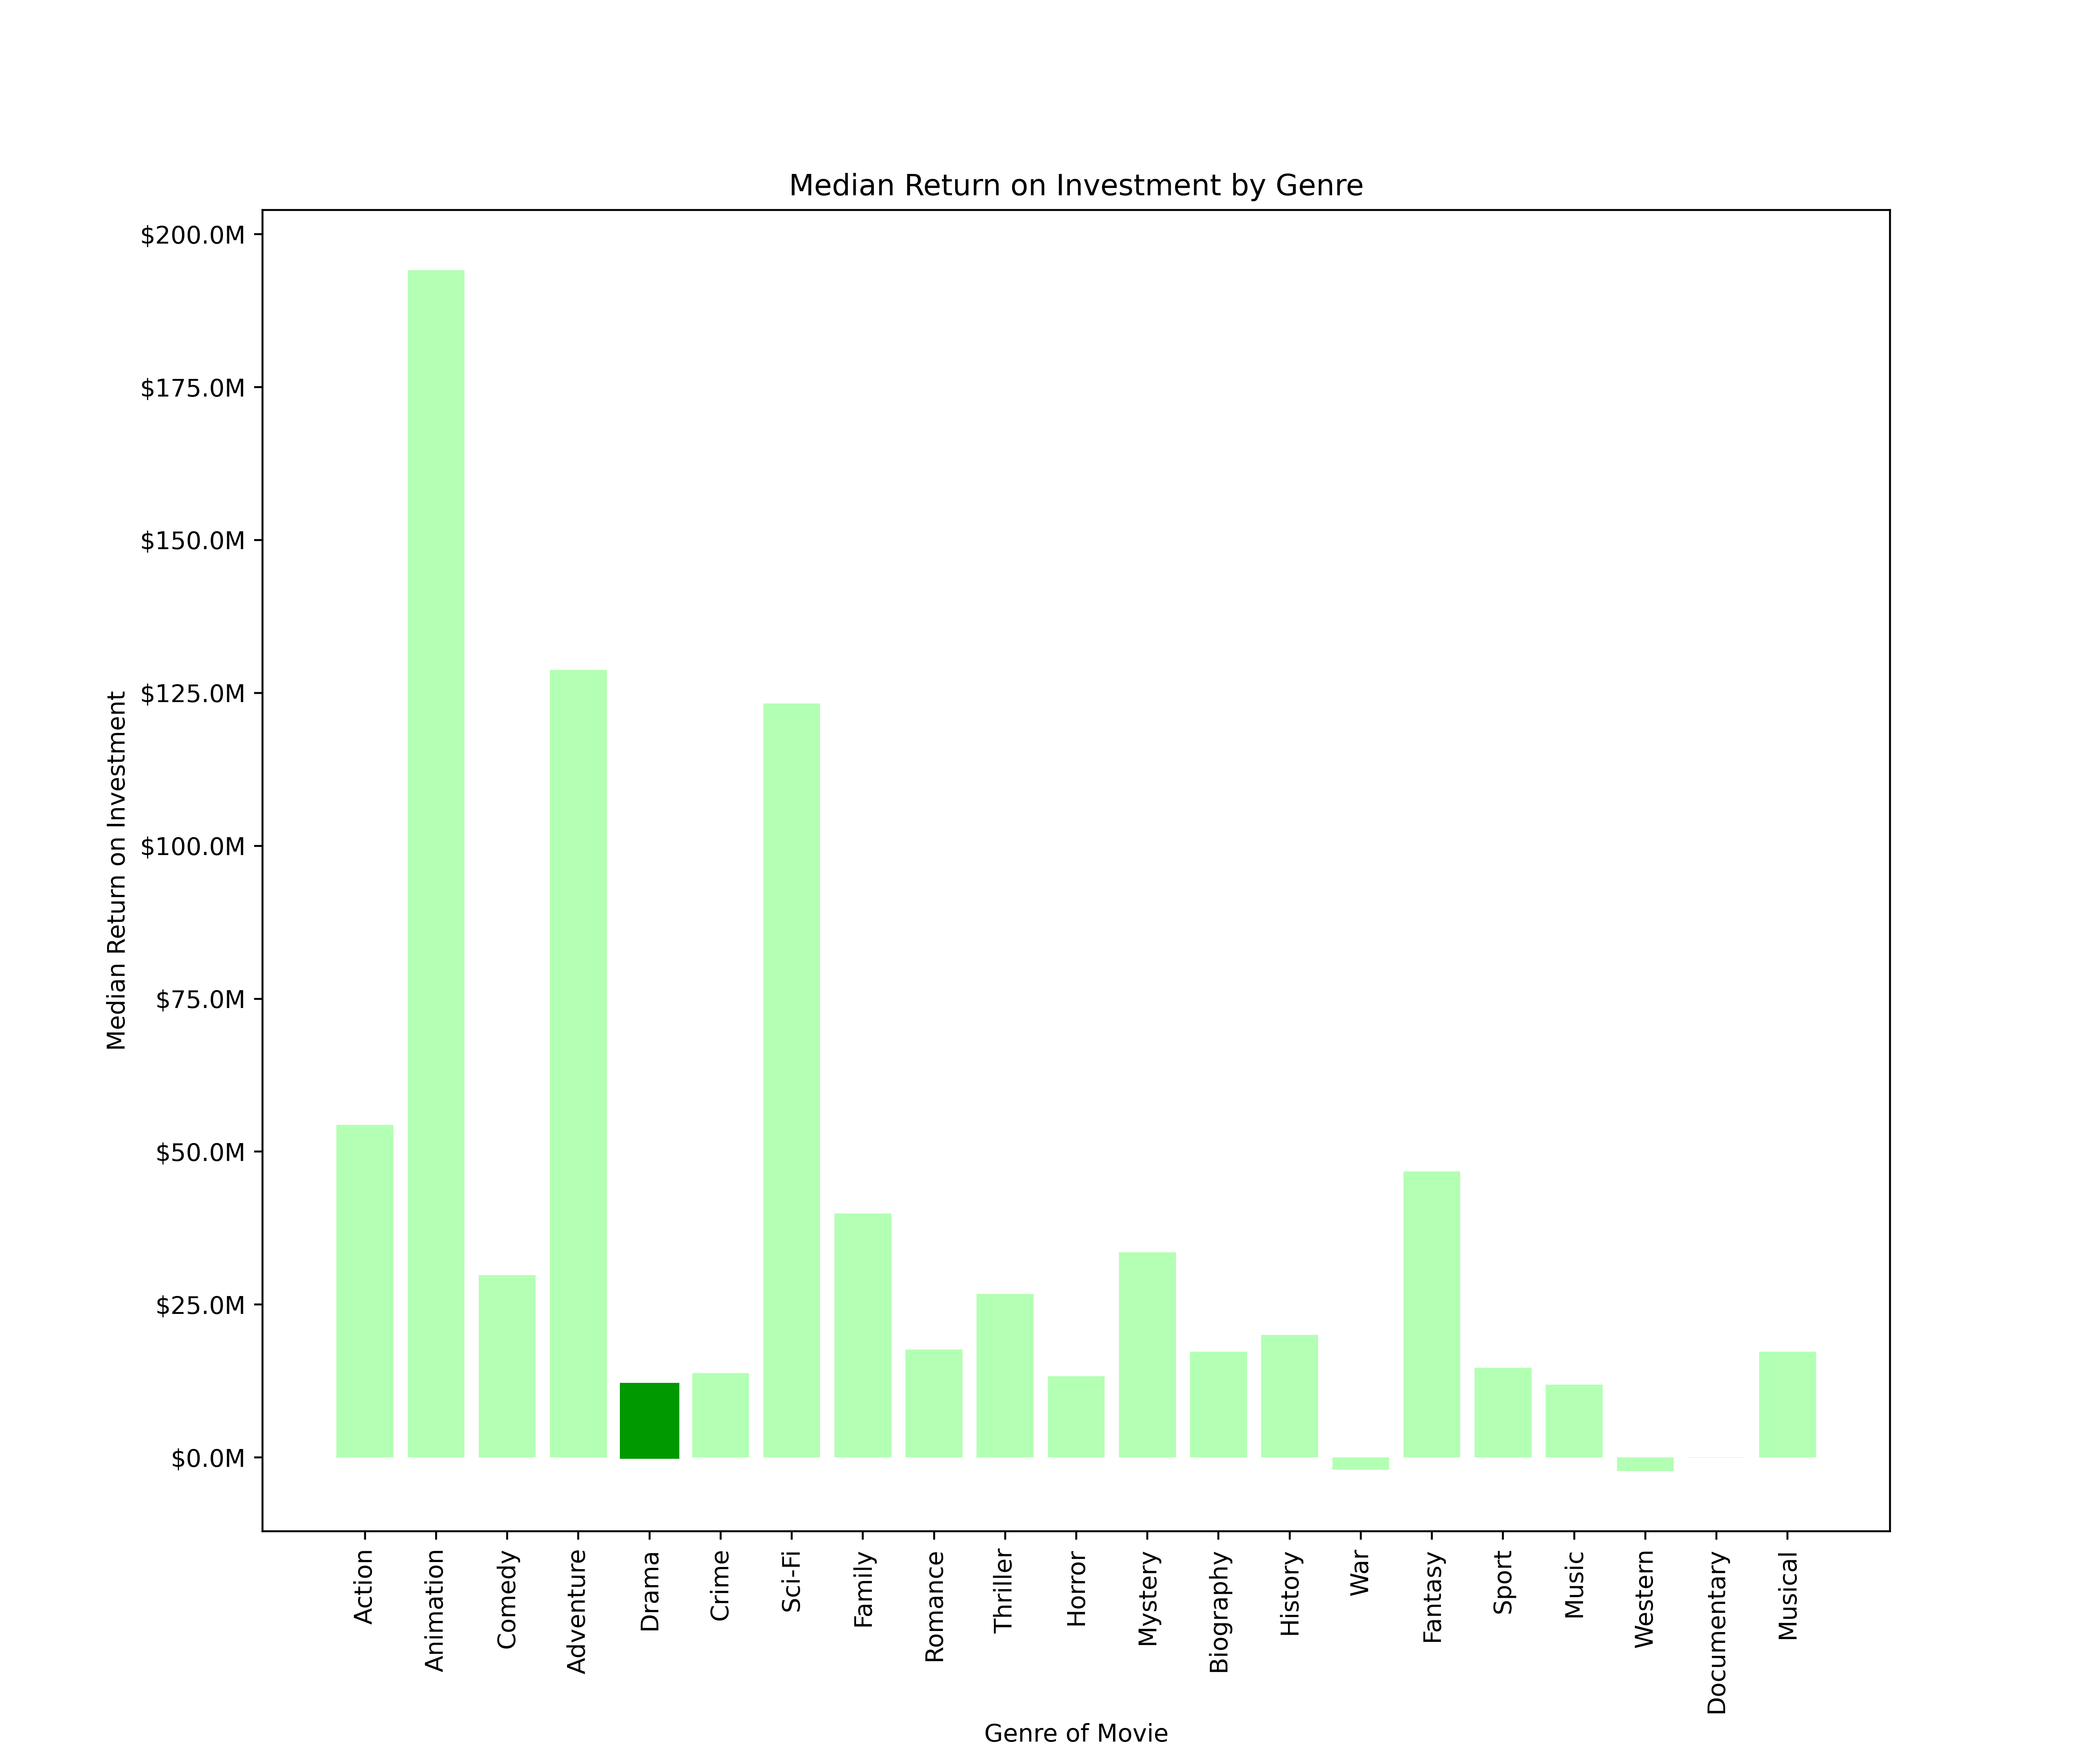 Median Return on Investment by Genre
Median Return on Investment
$200.0M
$175.0M
$150.0M
$125.0M
$100.0M
$75.0M
$50.0M
$25.0M
$0.0M
Action
Animation
Comedy
Adventure
Drama
Crime
Sci-Fi
Family
Romance
Thriller
Horror
Mystery
Biography
History
War
Fantasy
Sport
Music
Western
Documentary
Musical
Genre of Movie